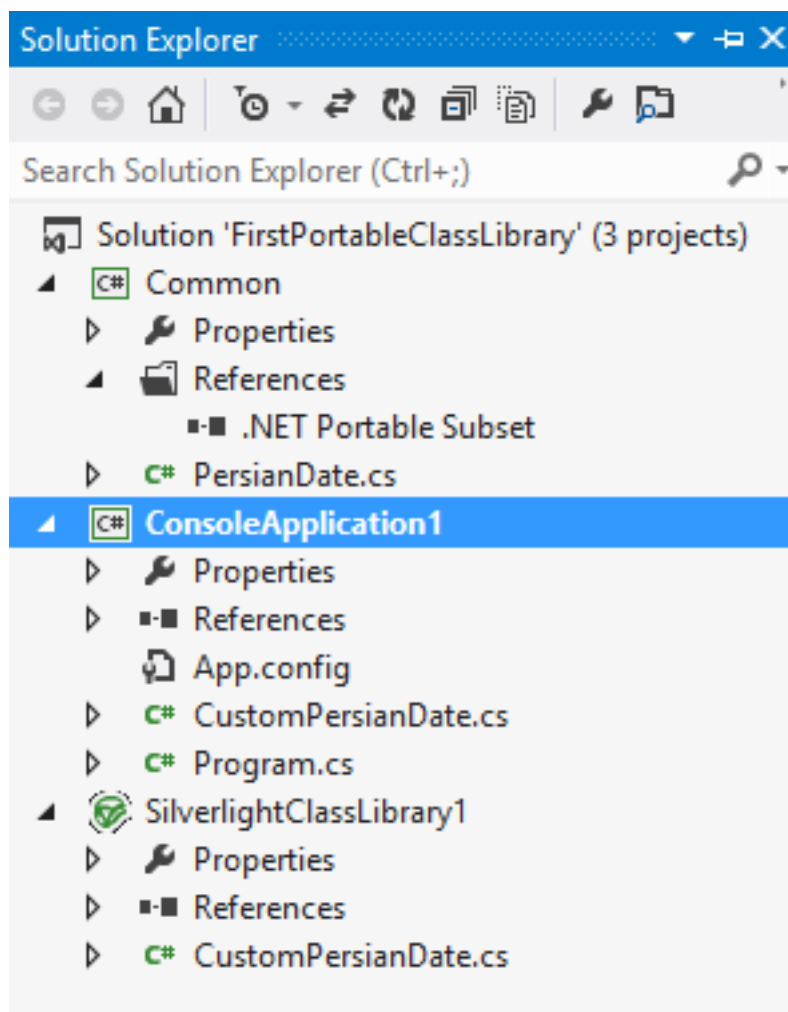 Solution Explorer
Search Solution Explorer (Ctrl+;)
Solution 'FirstPortableClassLibrary' (3 projects)
C# Common
Properties
References
.NET Portable Subset
C# PersianDate.cs
C# ConsoleApplication1
Properties
References
App.config
C# CustomPersianDate.cs
C# Program.cs
SilverlightClassLibrary1
Properties
References
C# CustomPersianDate.cs